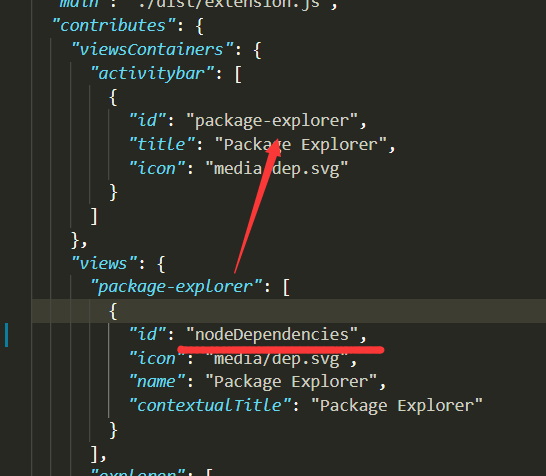 "main": "./dist/extension.js",
"contributes": {
"viewsContainers": {
"activitybar": [
{
"id": "package-explorer",
"title": "Package Explorer",
"icon": "media/dep.svg"
}
]
},
"views": {
"package-explorer": [
{
"id": "nodeDependencies",
"icon": "media/dep.svg",
"name": "Package Explorer",
"contextualTitle": "Package Explorer"
}
],
"explorer": [